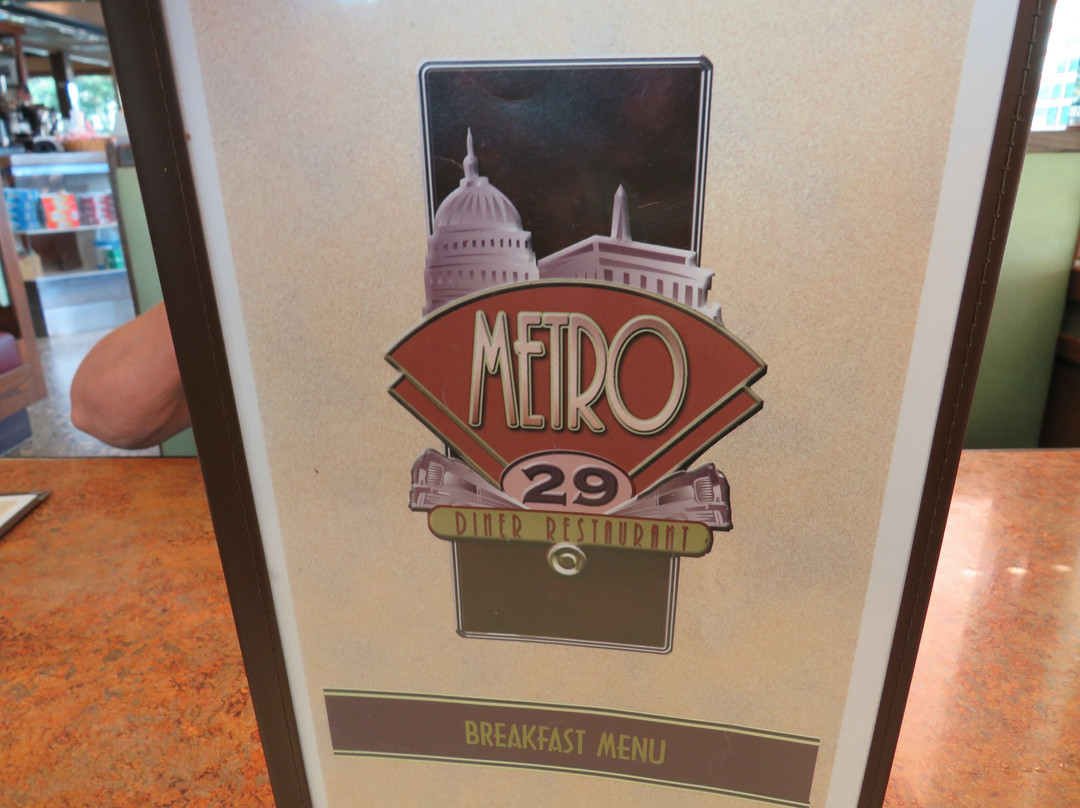 METRO
29
DINER RESTAURANT
BREAKFAST MENU